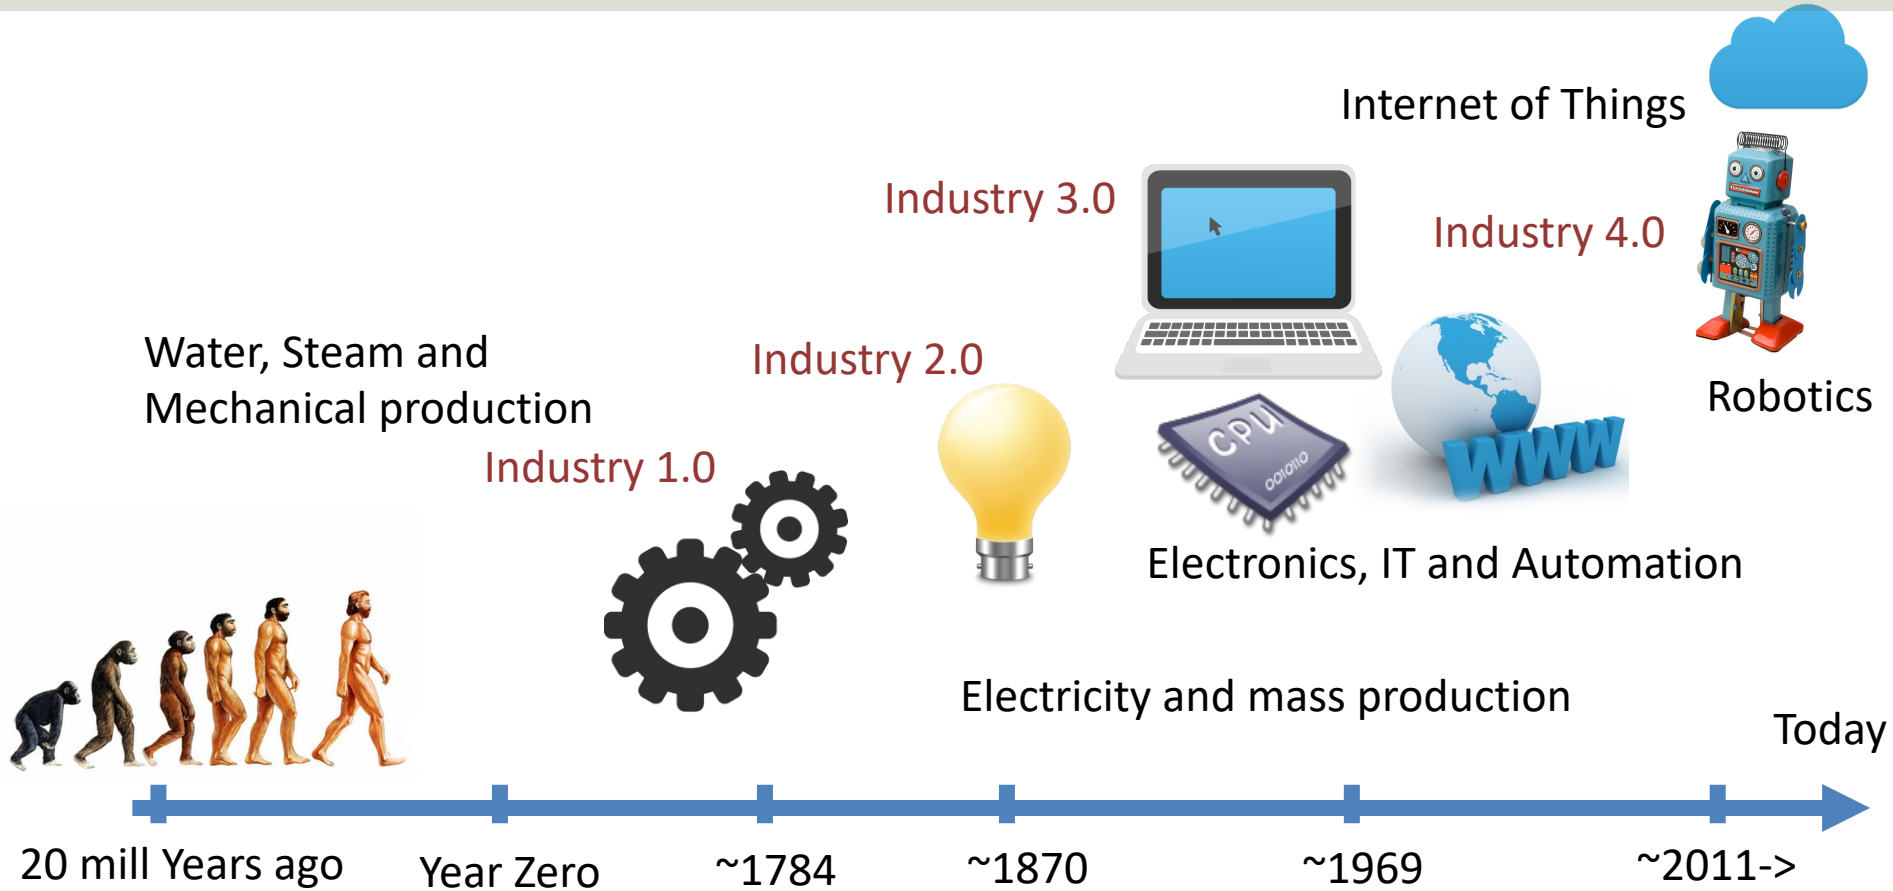 Internet of Things
Industry 3.0
Industry 4.0
Water, Steam and
Mechanical production
Industry 2.0
Robotics
Industry 1.0
CPU
0010110
WWW
Electronics, IT and Automation
Electricity and mass production
Today
20 mill Years ago
Year Zero
~1784
~1870
~1969
~2011->